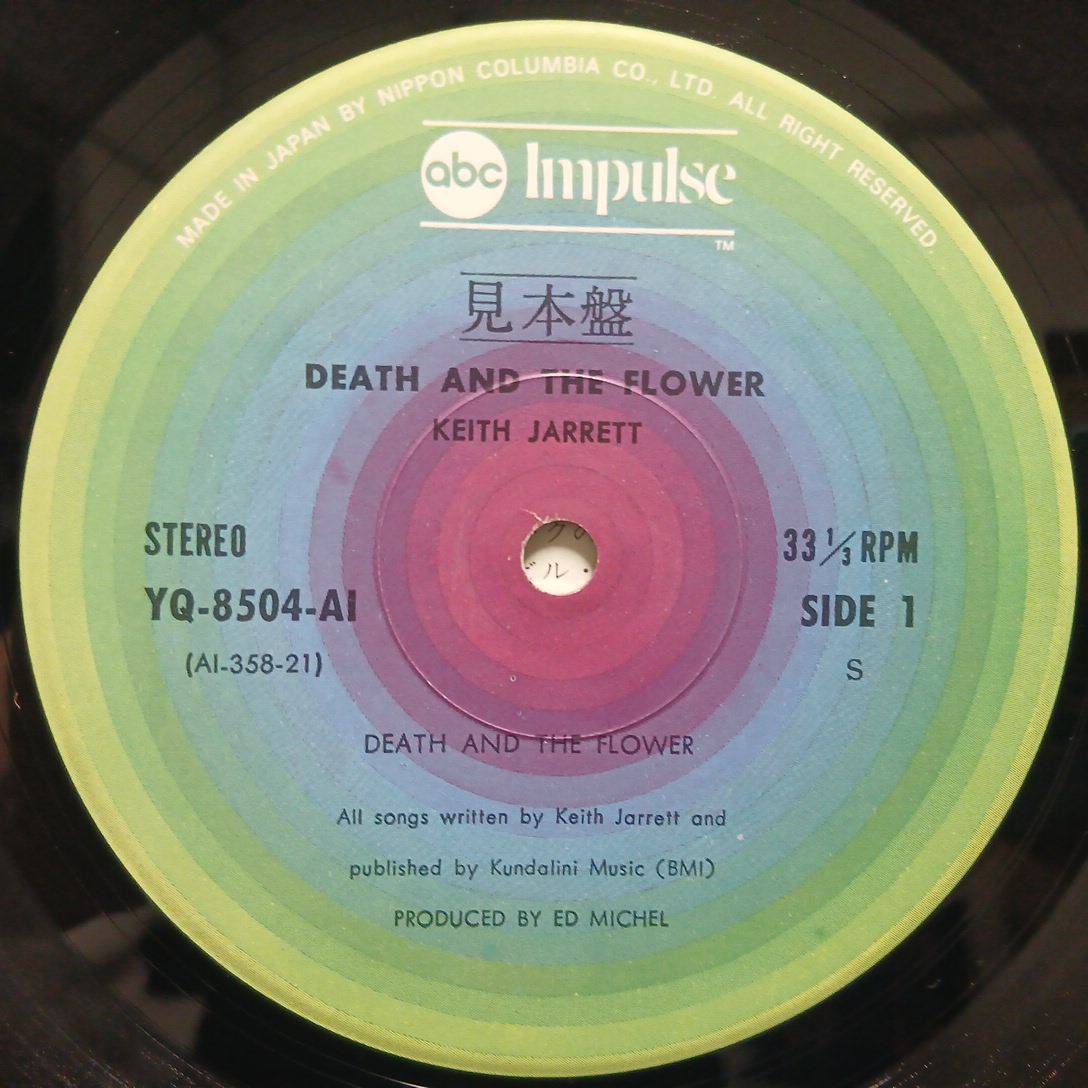 MADE IN JAPAN BY NIPPON COLUMBIA CO., LTD. ALL RIGHT RESERVED.
abc Impulse
TM
見本盤
DEATH AND THE FLOWER
KEITH JARRETT
STEREO
33 1/3 RPM
YQ-8504-AI
SIDE 1
(AI-358-21)
S
DEATH AND THE FLOWER
All songs written by Keith Jarrett and
published by Kundalini Music (BMI)
PRODUCED BY ED MICHEL